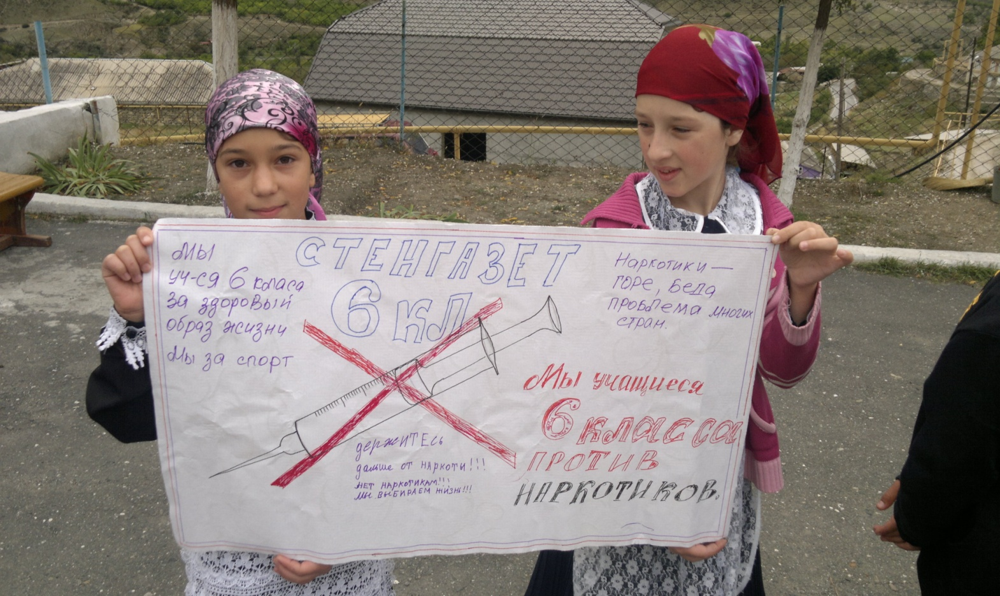 СТЕНГАЗЕТ
6 КЛ
Мы
уч-ся 6 класа
за здоровый
образ жизни
Мы за спорт
Наркотики —
горе, беда
проблема многих
стран.
Мы учащиеся
6 класса
ПРОТИВ
НАРКОТИКОВ.
держИТЕсь
дальше от наркоти!!!
НЕТ НАРКОТИКАМ!!!
МЫ ВЫБИРАЕМ ЖИЗНЬ!!!